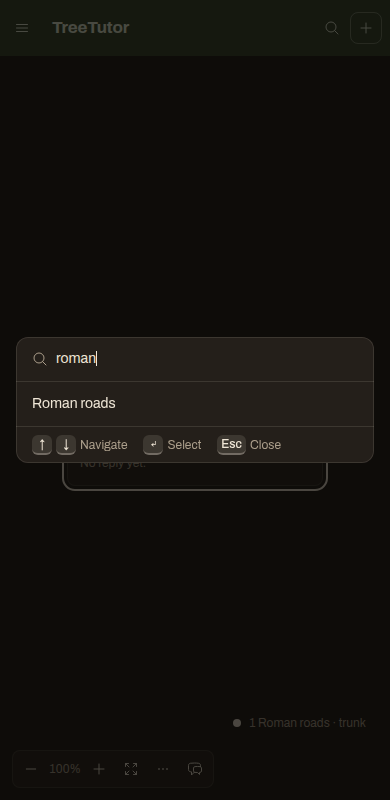 TreeTutor
roman
Roman roads
↑ ↓ Navigate ↵ Select Esc Close
No reply yet.
1 Roman roads · trunk
100%